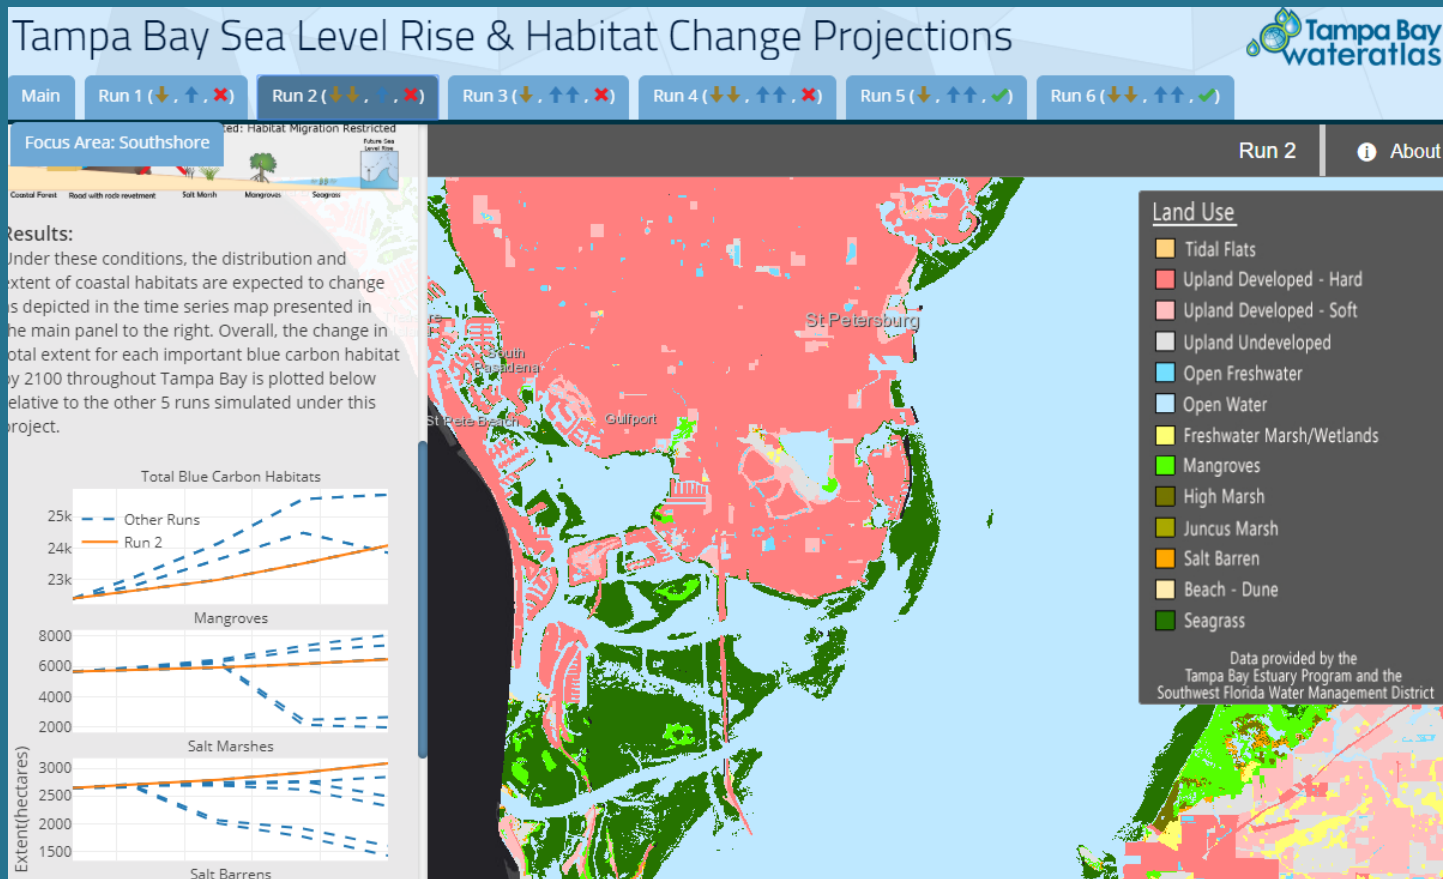 Tampa Bay Sea Level Rise & Habitat Change Projections
Tampa Bay
wateratlas
Main
Run 1 (↓, ↑, ✖)
Run 2 (↓↓, ↑, ✖)
Run 3 (↓, ↑↑, ✖)
Run 4 (↓↓, ↑↑, ✖)
Run 5 (↓, ↑↑, ✓)
Run 6 (↓↓, ↑↑, ✓)
Focus Area: Southshore
ted: Habitat Migration Restricted
Future Sea
Level Rise
Coastal Forest Road with rock revetment Salt Marsh Mangroves Seagrass
Run 2
About
Results:
Under these conditions, the distribution and
extent of coastal habitats are expected to change
as depicted in the time series map presented in
the main panel to the right. Overall, the change in
total extent for each important blue carbon habitat
by 2100 throughout Tampa Bay is plotted below
relative to the other 5 runs simulated under this
project.
Total Blue Carbon Habitats
25k
24k
23k
Other Runs
Run 2
Mangroves
8000
6000
4000
2000
Salt Marshes
3000
2500
2000
1500
Extent(hectares)
Salt Barrens
St Petersburg
South
Pasadena
St Pete Beach
Gulfport
Land Use
Tidal Flats
Upland Developed - Hard
Upland Developed - Soft
Upland Undeveloped
Open Freshwater
Open Water
Freshwater Marsh/Wetlands
Mangroves
High Marsh
Juncus Marsh
Salt Barren
Beach - Dune
Seagrass
Data provided by the
Tampa Bay Estuary Program and the
Southwest Florida Water Management District